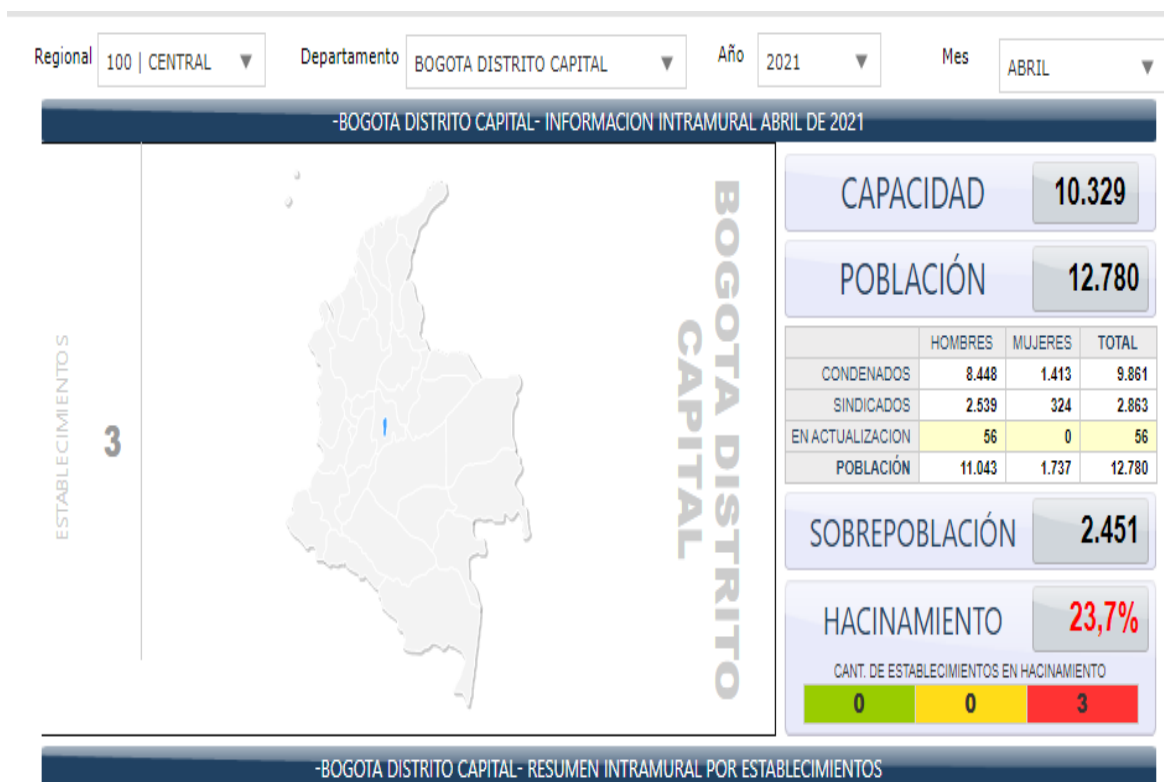 Regional 100 | CENTRAL ▼ Departamento BOGOTA DISTRITO CAPITAL ▼ Año 2021 ▼ Mes ABRIL ▼
-BOGOTA DISTRITO CAPITAL- INFORMACION INTRAMURAL ABRIL DE 2021
ESTABLECIMIENTOS
3
BOGOTA DISTRITO
CAPITAL
CAPACIDAD 10.329
POBLACIÓN 12.780
HOMBRES MUJERES TOTAL
CONDENADOS 8.448 1.413 9.861
SINDICADOS 2.539 324 2.863
EN ACTUALIZACION 56 0 56
POBLACIÓN 11.043 1.737 12.780
SOBREPOBLACIÓN 2.451
HACINAMIENTO 23,7%
CANT. DE ESTABLECIMIENTOS EN HACINAMIENTO
0 0 3
-BOGOTA DISTRITO CAPITAL- RESUMEN INTRAMURAL POR ESTABLECIMIENTOS